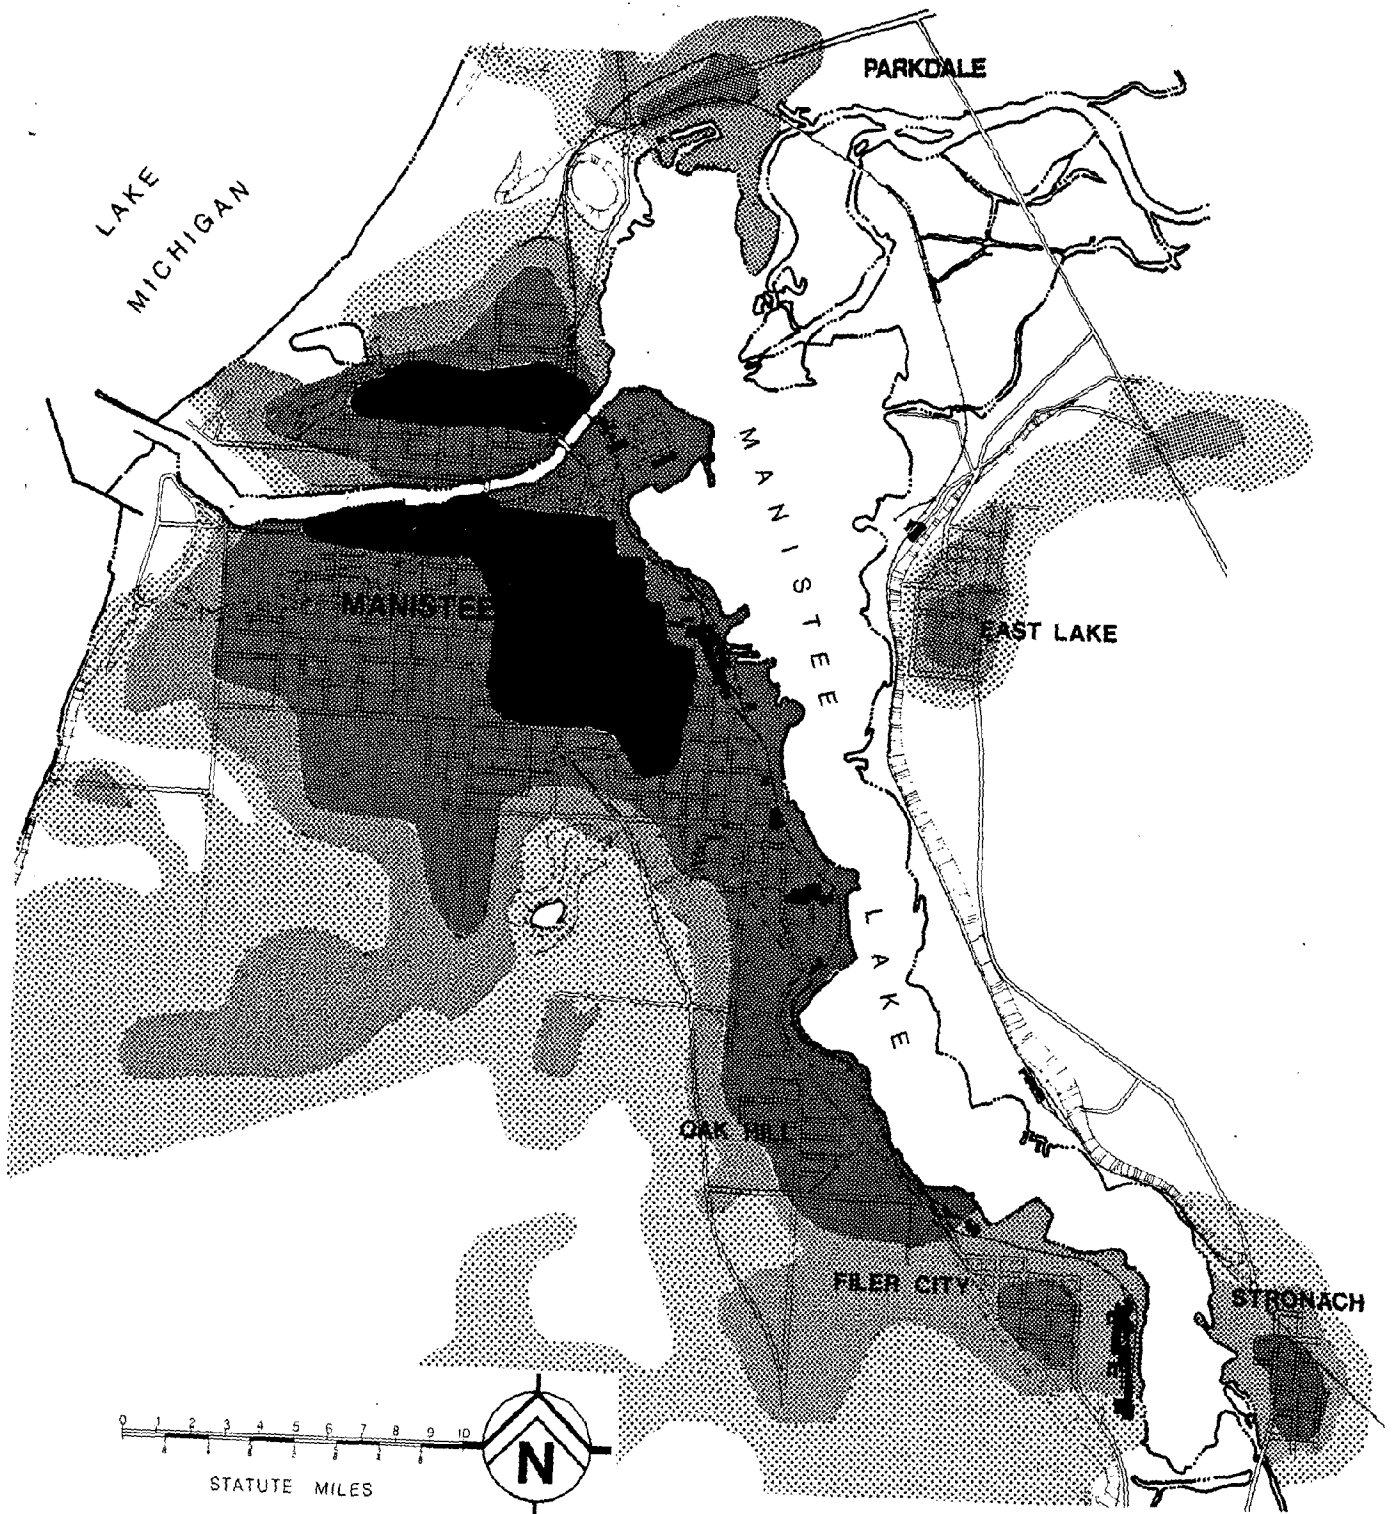 PARKDALE
LAKE
MICHIGAN
MANISTEE
LAKE
MANISTEE
EAST LAKE
OAK HILL
FILER CITY
STRONACH
0 1 2 3 4 5 6 7 8 9 10
STATUTE MILES
N